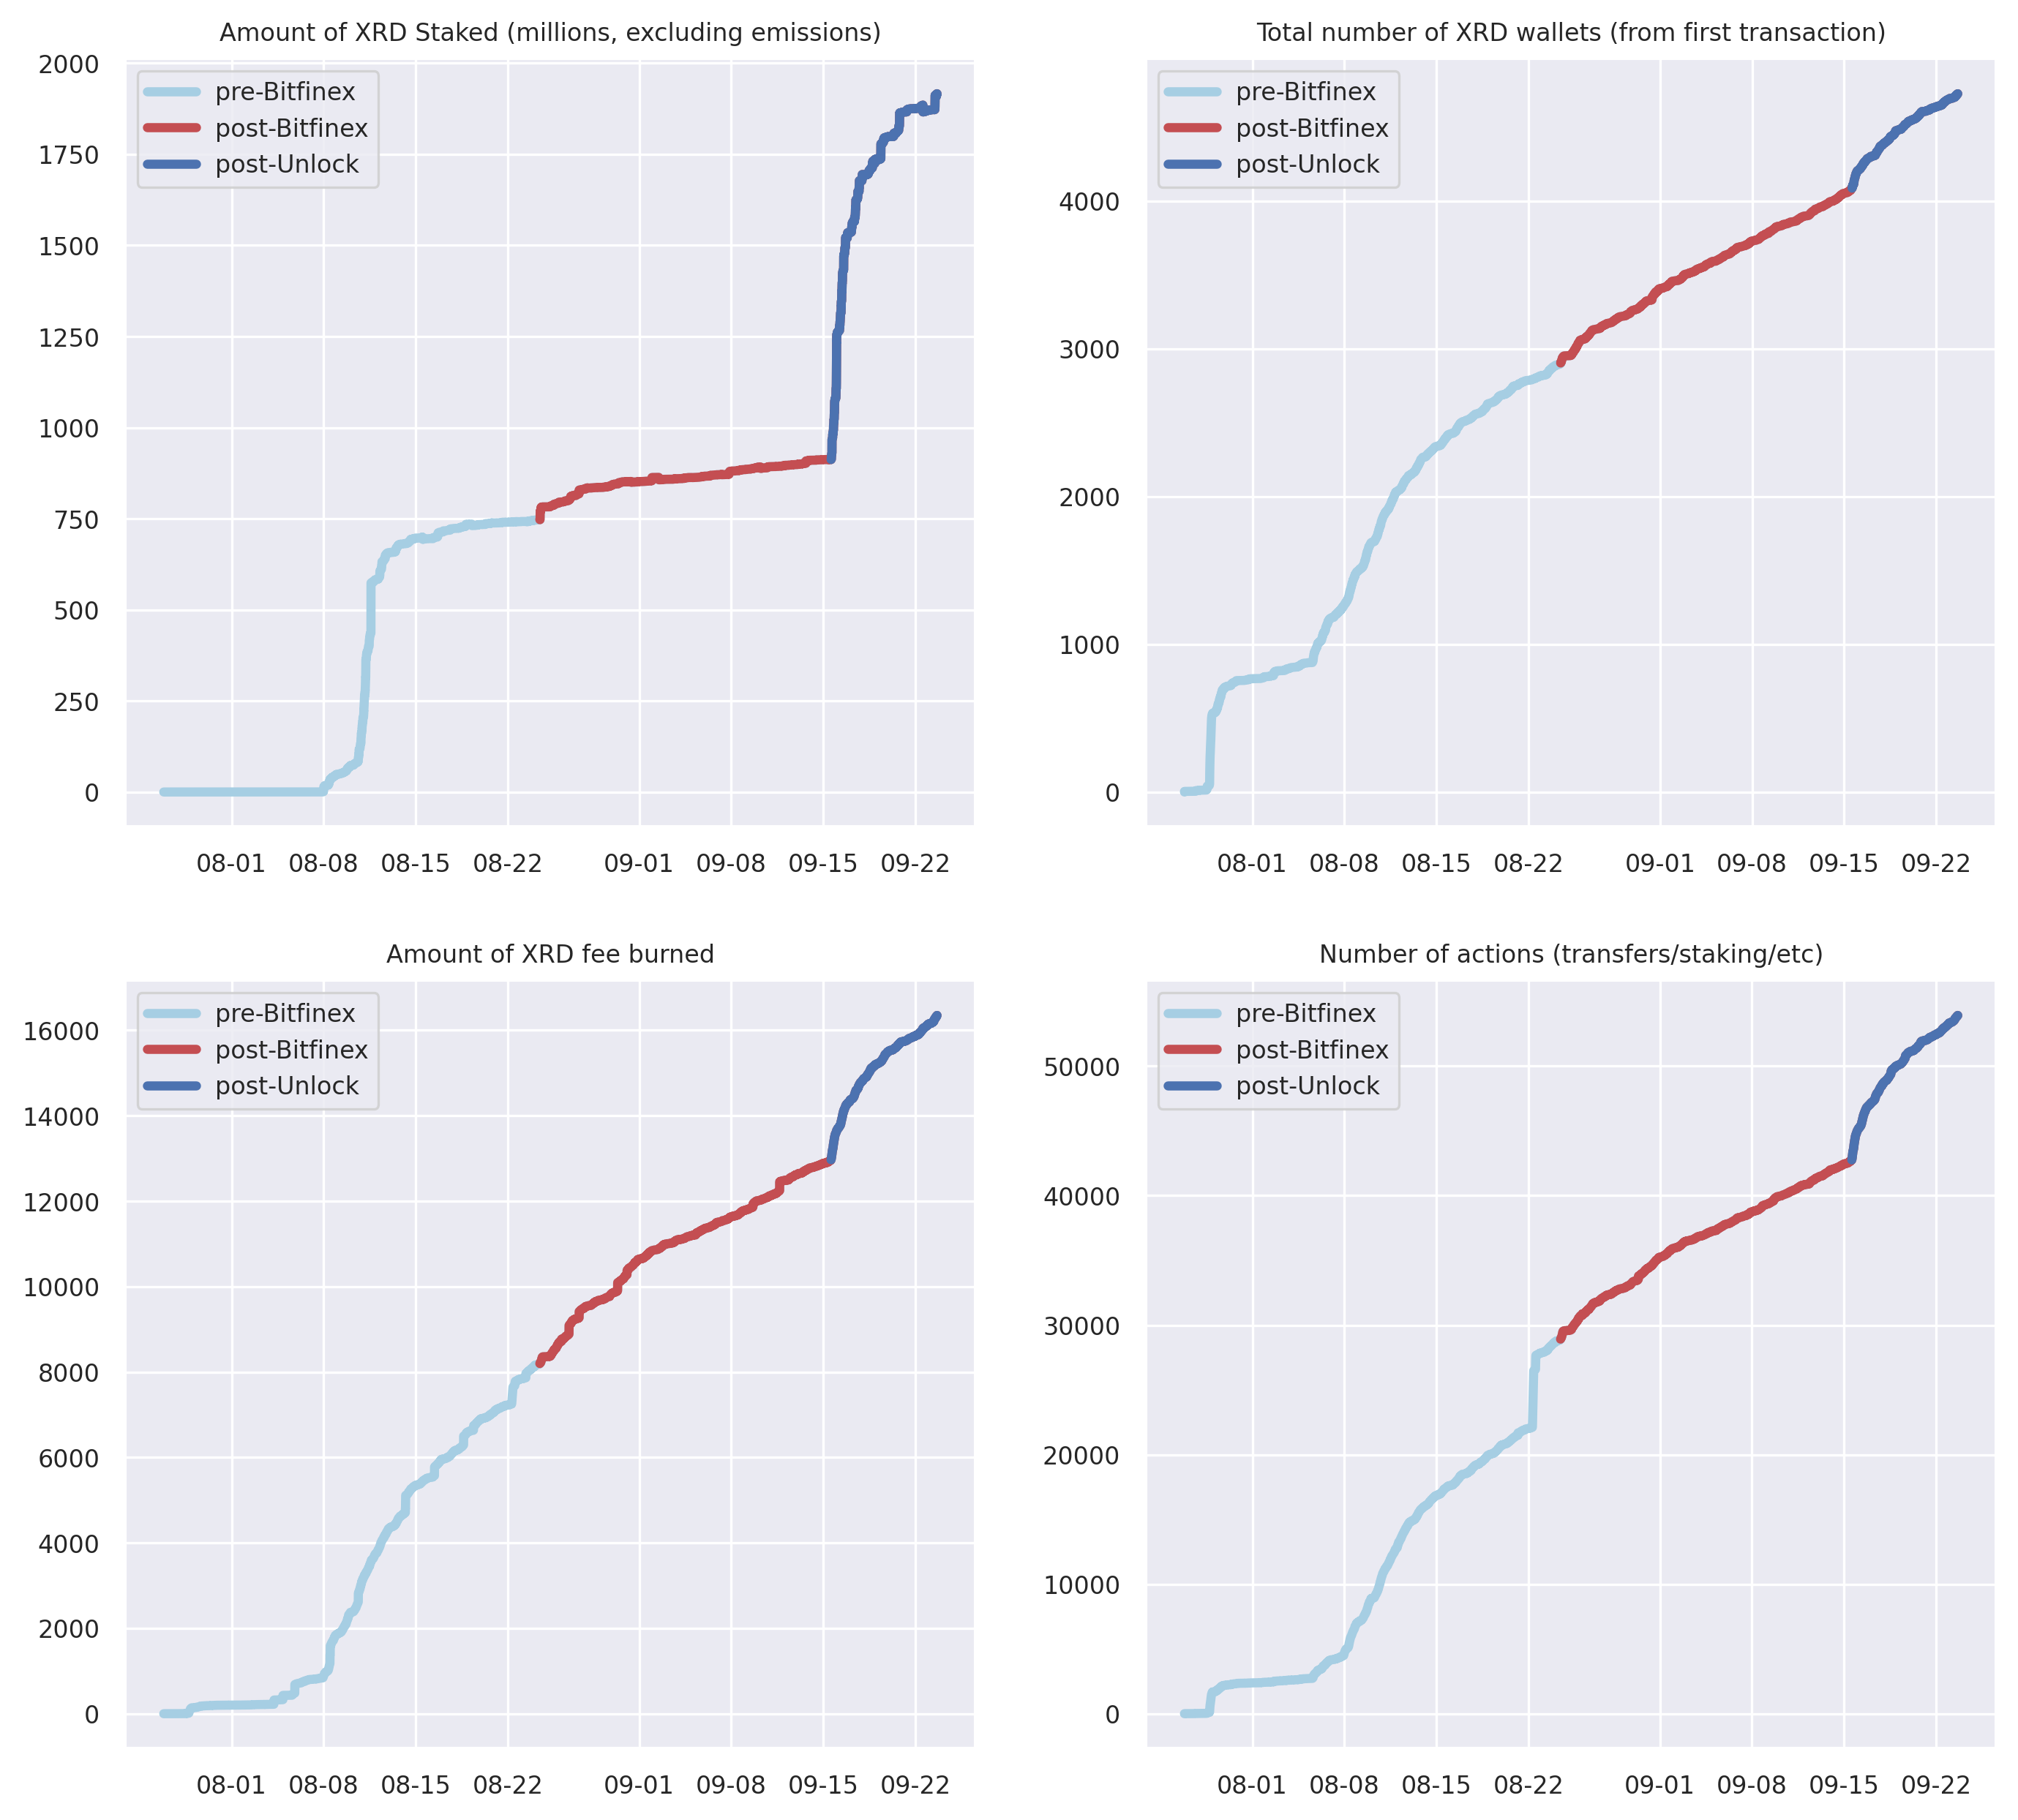 Amount of XRD Staked (millions, excluding emissions)
2000
1750
1500
1250
1000
750
500
250
0
pre-Bitfinex
post-Bitfinex
post-Unlock
08-01 08-08 08-15 08-22 09-01 09-08 09-15 09-22
Total number of XRD wallets (from first transaction)
4000
3000
2000
1000
0
pre-Bitfinex
post-Bitfinex
post-Unlock
08-01 08-08 08-15 08-22 09-01 09-08 09-15 09-22
Amount of XRD fee burned
16000
14000
12000
10000
8000
6000
4000
2000
0
pre-Bitfinex
post-Bitfinex
post-Unlock
08-01 08-08 08-15 08-22 09-01 09-08 09-15 09-22
Number of actions (transfers/staking/etc)
50000
40000
30000
20000
10000
0
pre-Bitfinex
post-Bitfinex
post-Unlock
08-01 08-08 08-15 08-22 09-01 09-08 09-15 09-22